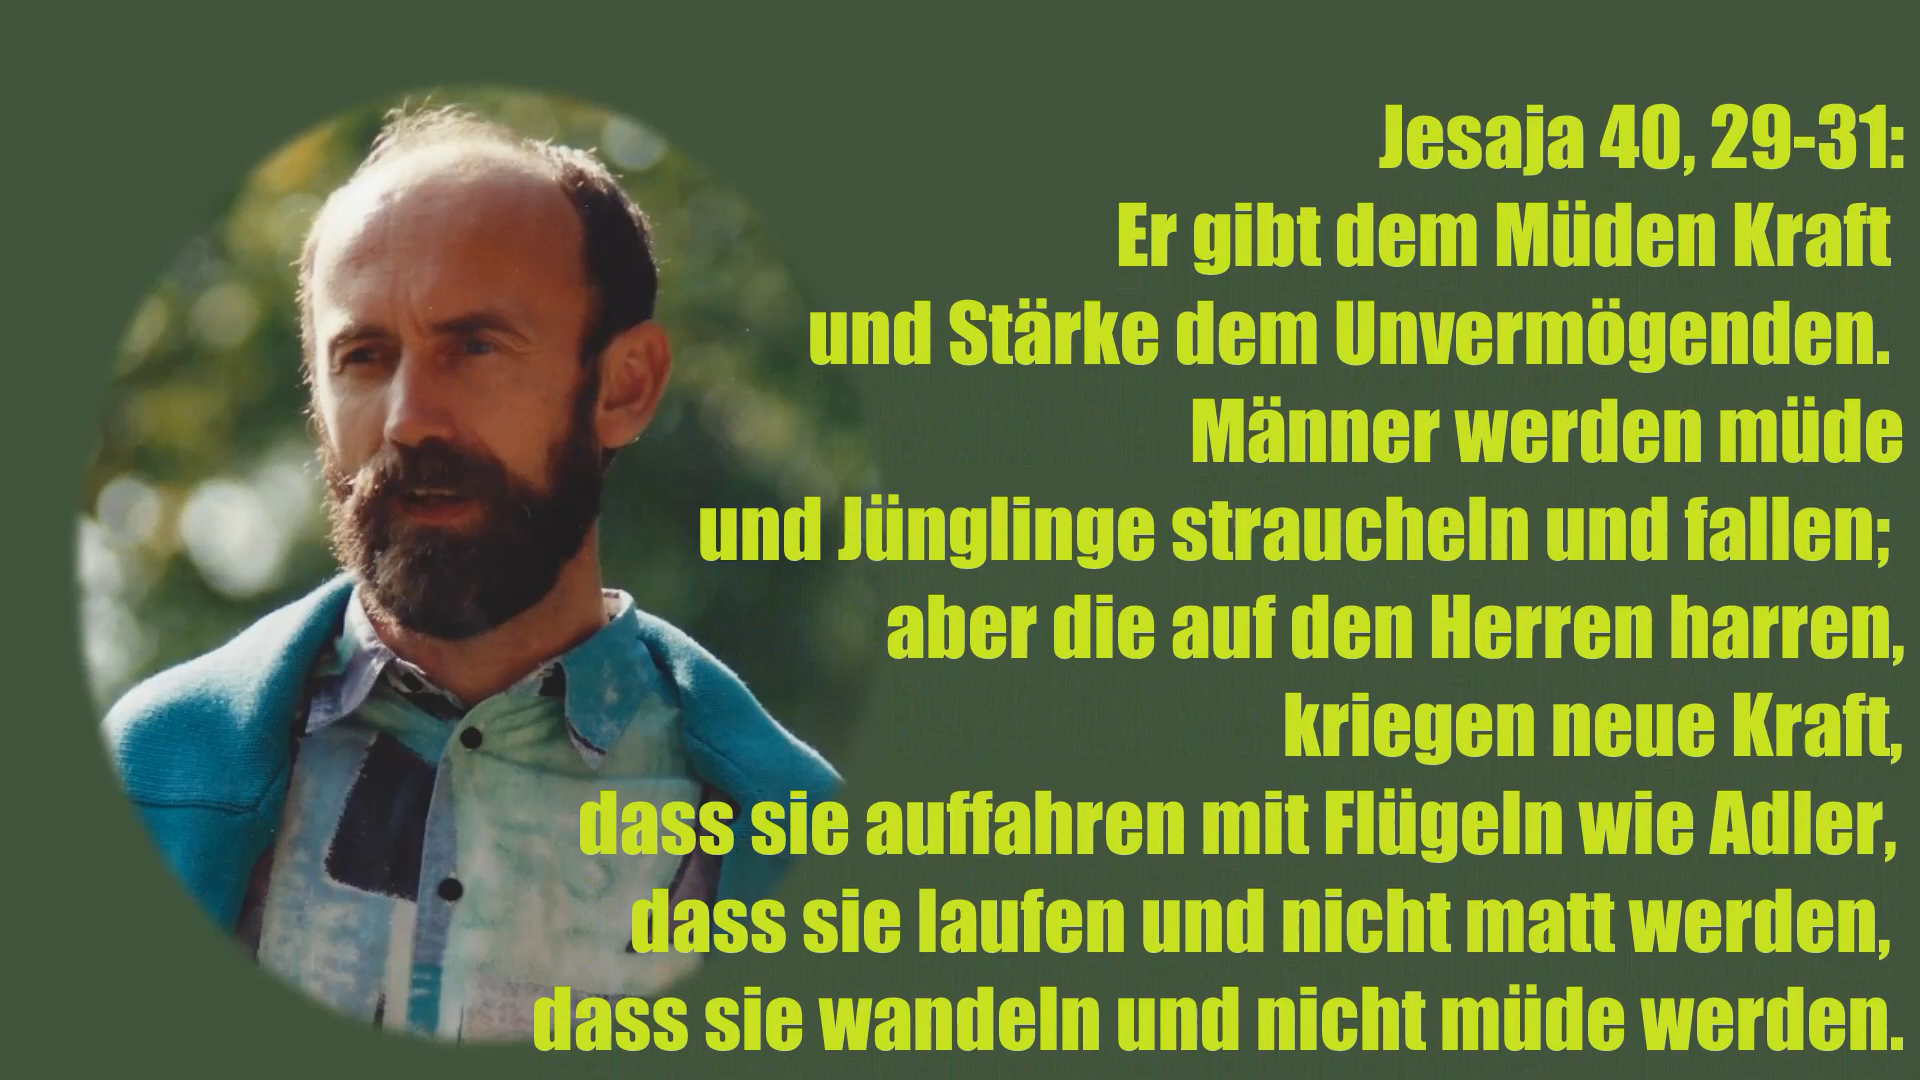 Jesaja 40, 29-31:
Er gibt dem Müden Kraft
und Stärke dem Unvermögenden.
Männer werden müde
und Jünglinge straucheln und fallen;
aber die auf den Herren harren,
kriegen neue Kraft,
dass sie auffahren mit Flügeln wie Adler,
dass sie laufen und nicht matt werden,
dass sie wandeln und nicht müde werden.